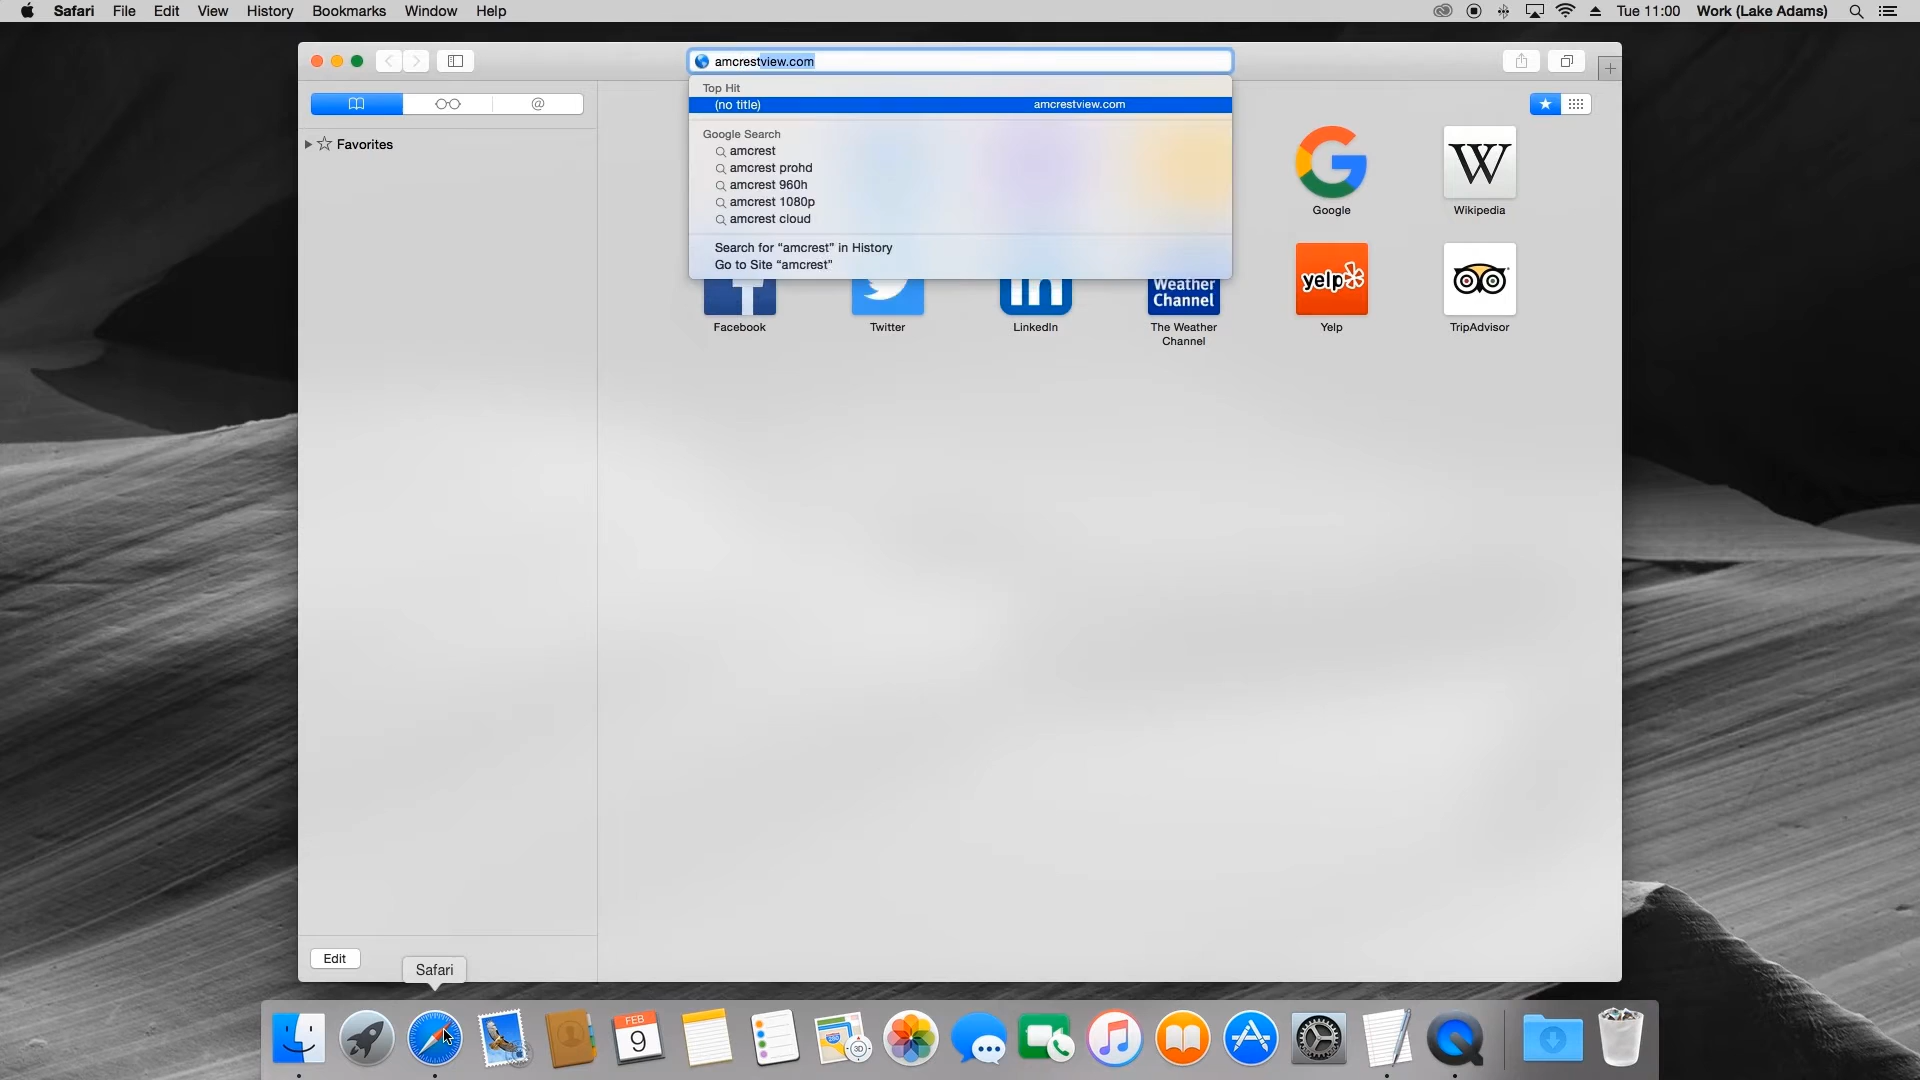 Safari File Edit View History Bookmarks Window Help
Tue 11:00 Work (Lake Adams)
amcrestview.com
Top Hit
(no title) amcrestview.com
Google Search
amcrest
amcrest prohd
amcrest 960h
amcrest 1080p
amcrest cloud
Search for “amcrest” in History
Go to Site “amcrest”
@
Favorites
W
Google
Wikipedia
f
in
Weather
Channel
yelp
Facebook
Twitter
LinkedIn
The Weather
Channel
Yelp
TripAdvisor
Edit
Safari
FEB
9
280
3D